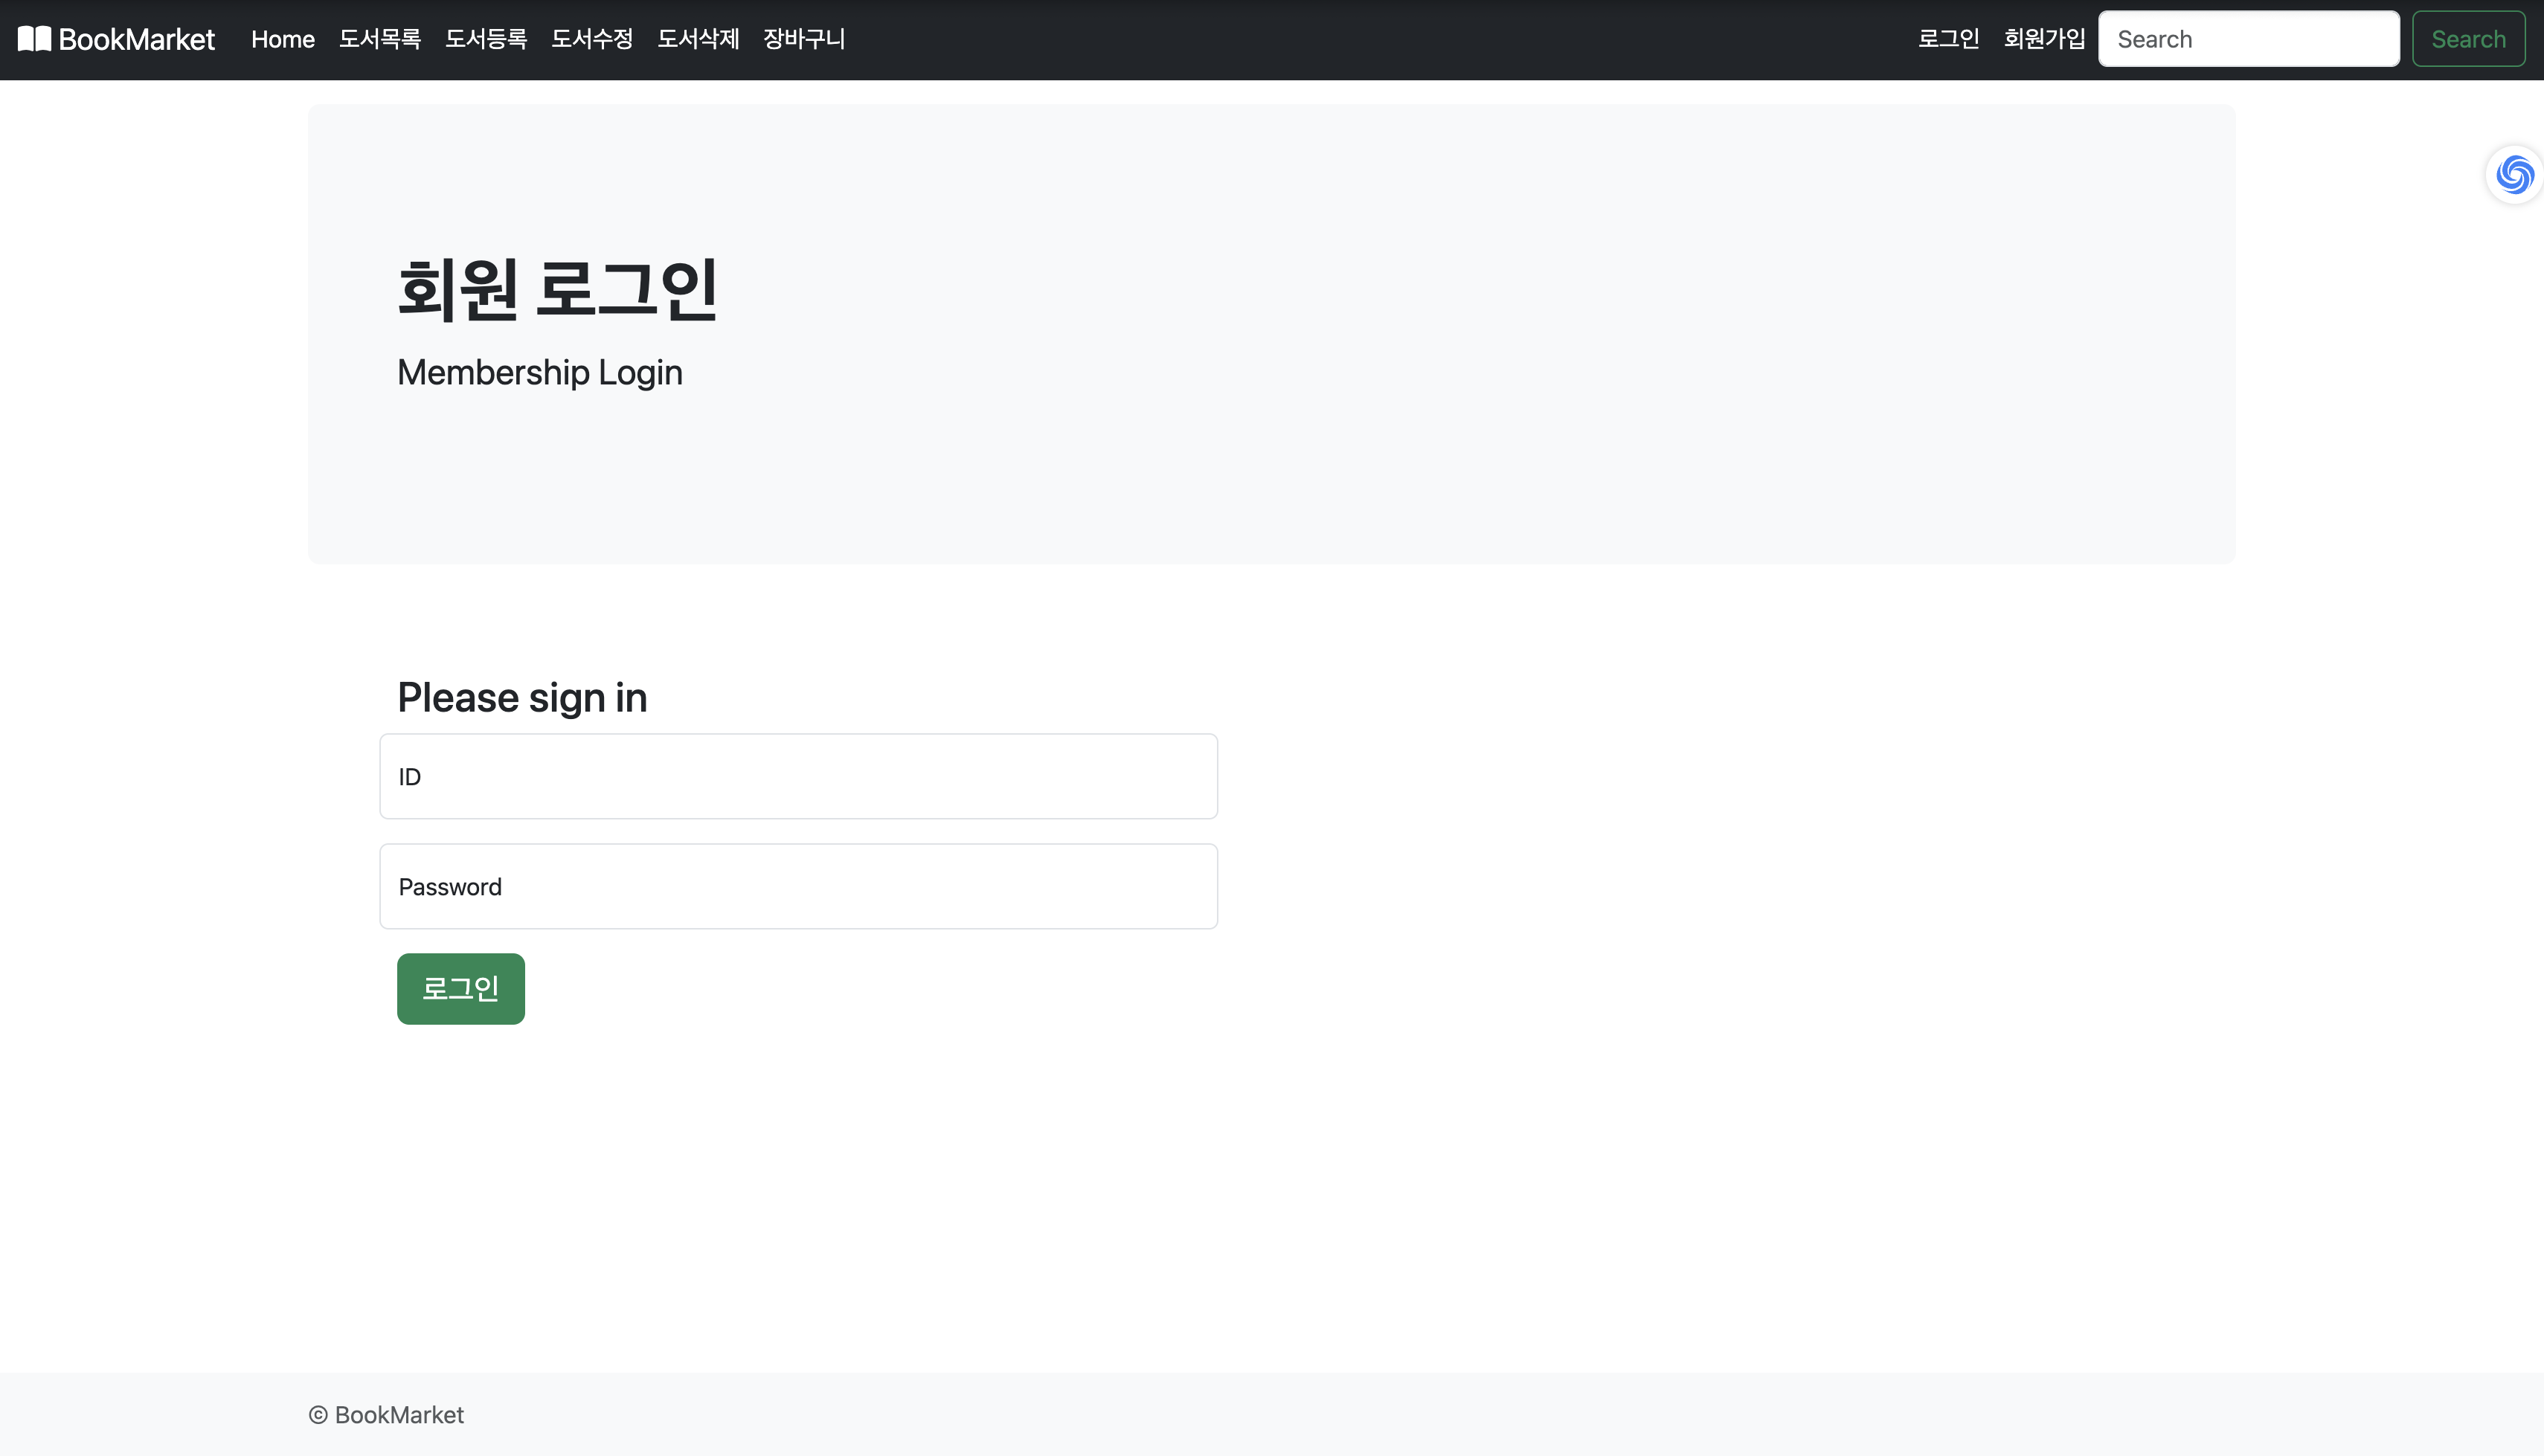 BookMarket Home 도서목록 도서등록 도서수정 도서삭제 장바구니 로그인 회원가입 Search Search
회원 로그인
Membership Login
Please sign in
ID
Password
로그인
© BookMarket